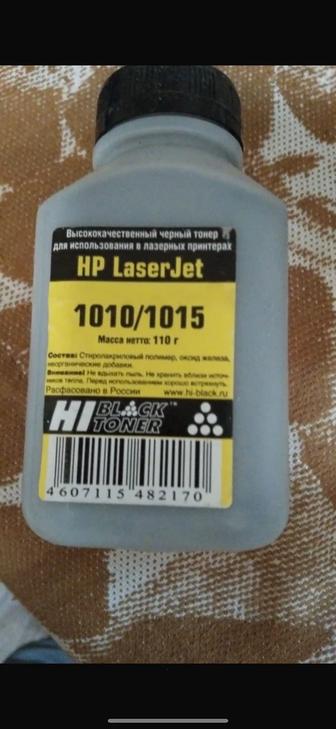 Высококачественный черный тонер
для использования в лазерных принтерах
HP LaserJet
1010/1015
Масса нетто: 110 г
Состав: Стиролакриловый полимер, оксид железа,
неорганические добавки.
Внимание! Не вдыхать пыль. Не хранить вблизи источ-
ников тепла. Перед использованием хорошо встряхнуть.
Расфасовано в России www.hi-black.ru
HI BLACK TONER™
4607115 482170